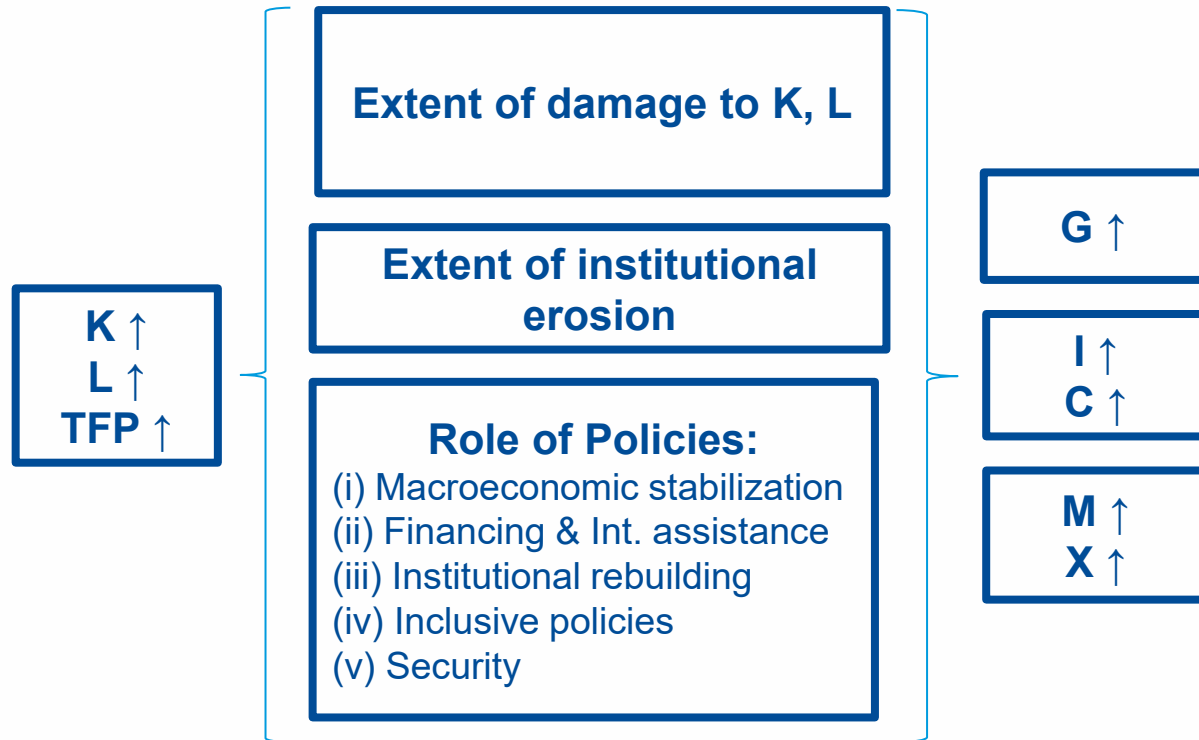 K ↑
L ↑
TFP ↑
Extent of damage to K, L
Extent of institutional
erosion
Role of Policies:
(i) Macroeconomic stabilization
(ii) Financing & Int. assistance
(iii) Institutional rebuilding
(iv) Inclusive policies
(v) Security
G ↑
I ↑
C ↑
M ↑
X ↑